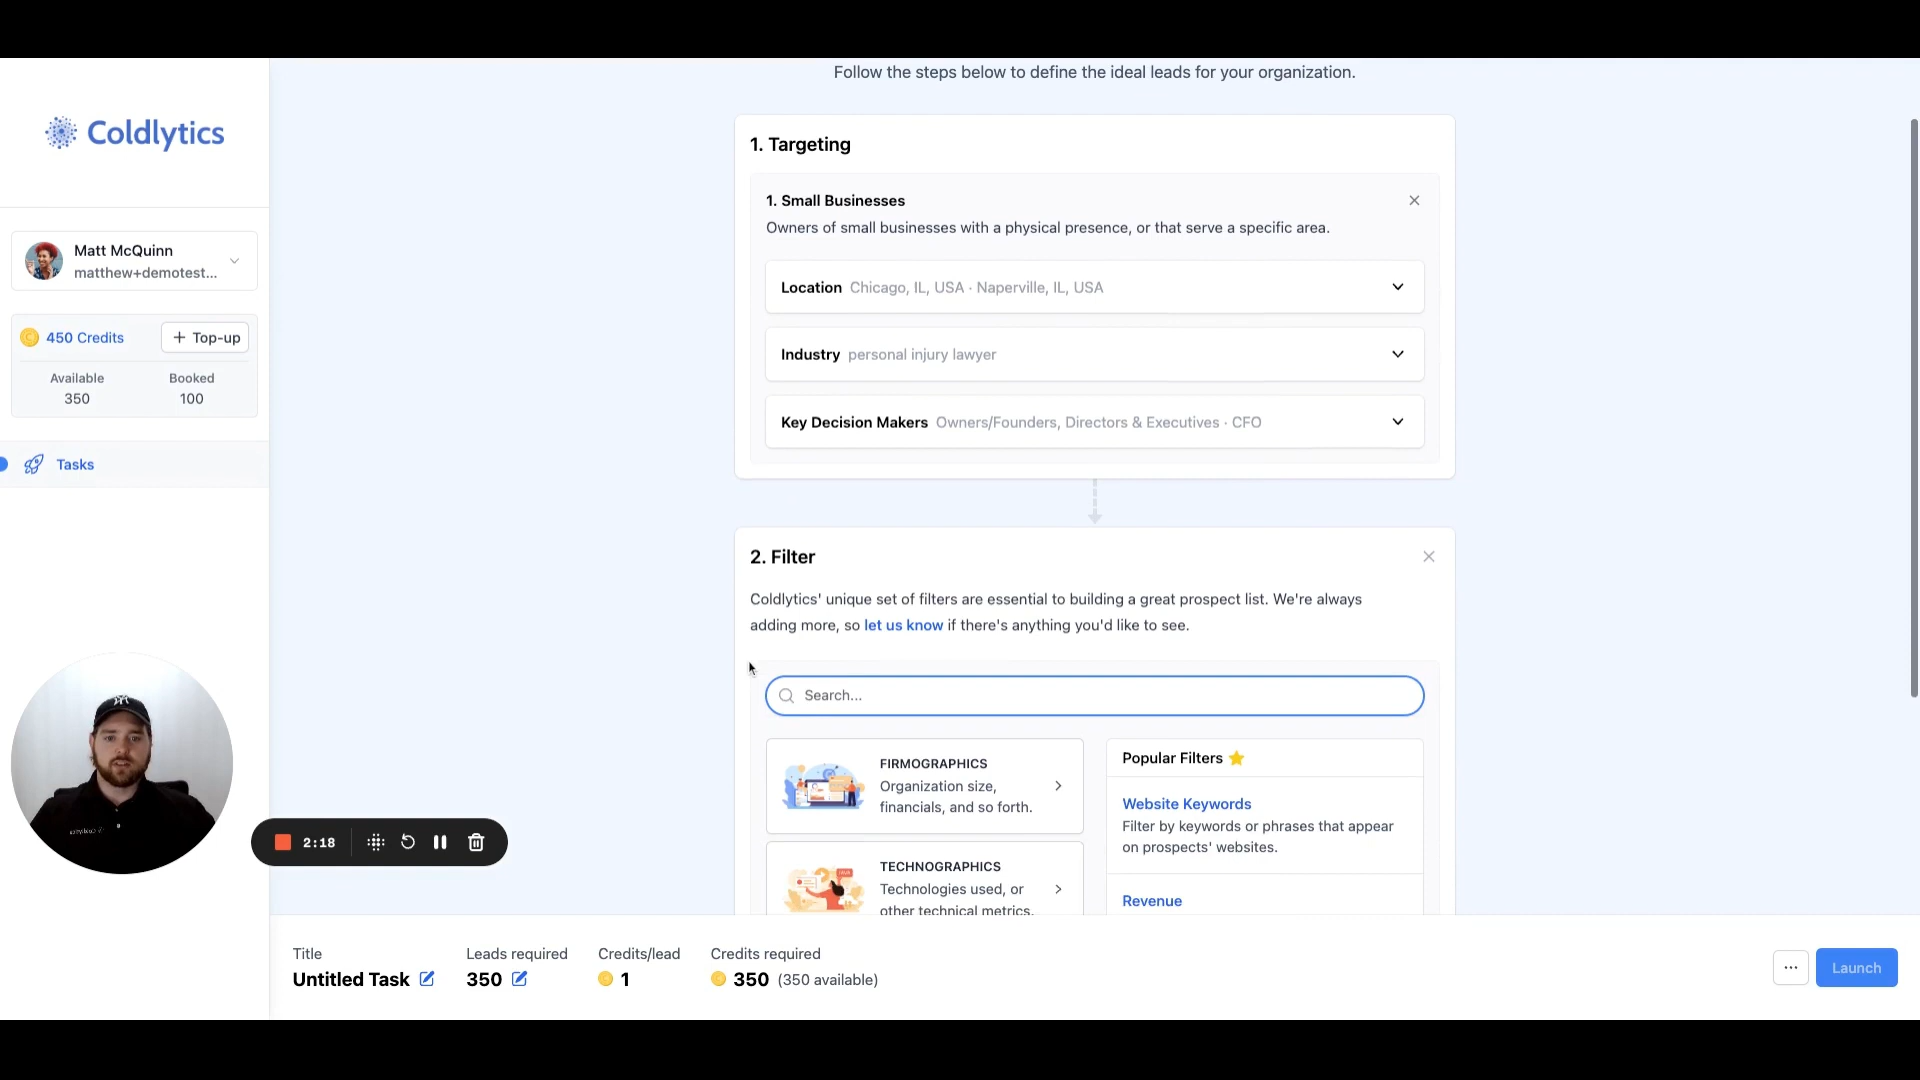 Follow the steps below to define the ideal leads for your organization.
Coldlytics
Matt McQuinn
matthew+demotest...
450 Credits
Top-up
Available
Booked
350
100
Tasks
1. Targeting
1. Small Businesses
Owners of small businesses with a physical presence, or that serve a specific area.
Location Chicago, IL, USA · Naperville, IL, USA
Industry personal injury lawyer
Key Decision Makers Owners/Founders, Directors & Executives · CFO
2. Filter
Coldlytics' unique set of filters are essential to building a great prospect list. We're always
adding more, so let us know if there's anything you'd like to see.
Search...
FIRMOGRAPHICS
Organization size,
financials, and so forth.
TECHNOGRAPHICS
Technologies used, or
other technical metrics.
Popular Filters
Website Keywords
Filter by keywords or phrases that appear
on prospects' websites.
Revenue
2:18
Title
Leads required
Credits/lead
Credits required
Untitled Task
350
1
350 (350 available)
...
Launch